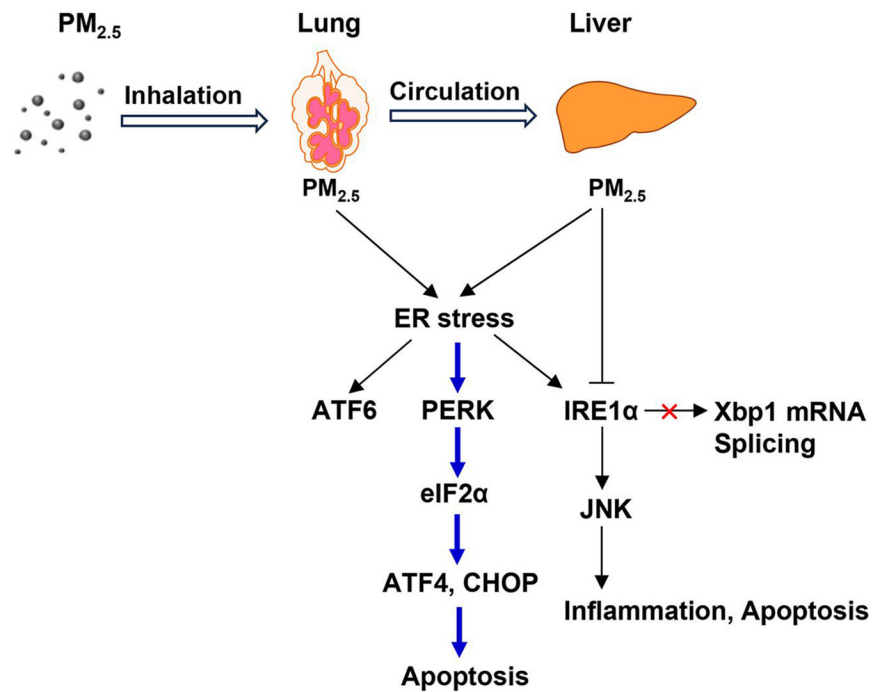 PM2.5
Lung
Liver
Inhalation
Circulation
PM2.5
PM2.5
ER stress
ATF6
PERK
IRE1α
Xbp1 mRNA
Splicing
eIF2α
JNK
ATF4, CHOP
Inflammation, Apoptosis
Apoptosis